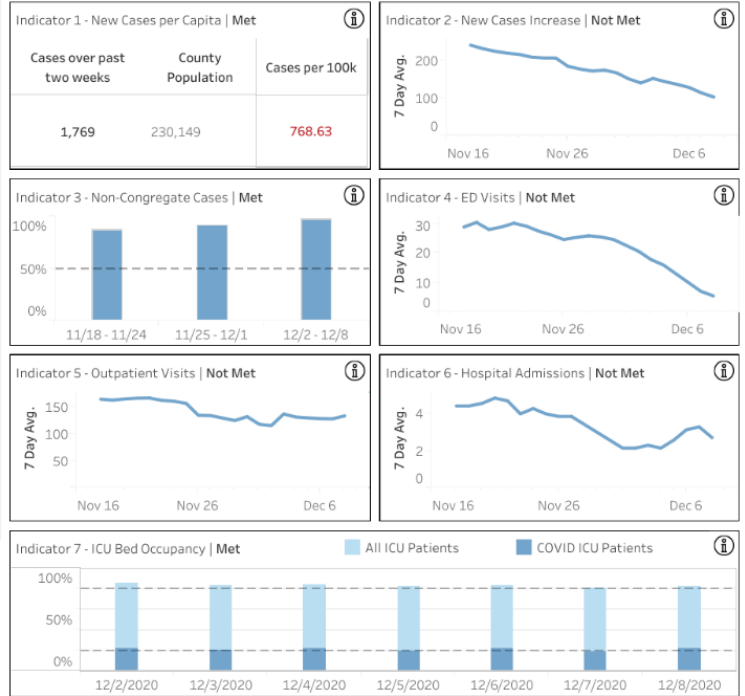 Indicator 1 - New Cases per Capita | Met
Cases over past two weeks
County Population
Cases per 100k
1,769
230,149
768.63
Indicator 2 - New Cases Increase | Not Met
7 Day Avg.
200
100
0
Nov 16
Nov 26
Dec 6
Indicator 3 - Non-Congregate Cases | Met
100%
50%
0%
11/18 - 11/24
11/25 - 12/1
12/2 - 12/8
Indicator 4 - ED Visits | Not Met
7 Day Avg.
30
20
10
0
Nov 16
Nov 26
Dec 6
Indicator 5 - Outpatient Visits | Not Met
7 Day Avg.
150
100
50
Nov 16
Nov 26
Dec 6
Indicator 6 - Hospital Admissions | Not Met
7 Day Avg.
4
2
0
Nov 16
Nov 26
Dec 6
Indicator 7 - ICU Bed Occupancy | Met
All ICU Patients
COVID ICU Patients
100%
50%
0%
12/2/2020
12/3/2020
12/4/2020
12/5/2020
12/6/2020
12/7/2020
12/8/2020